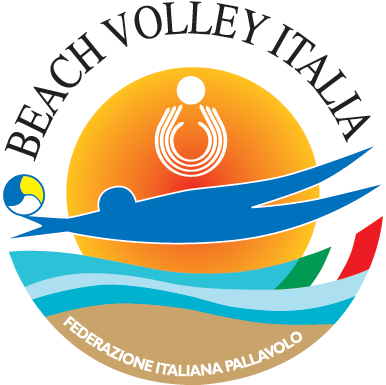 BEACH VOLLEY ITALIA
FEDERAZIONE ITALIANA PALLAVOLO